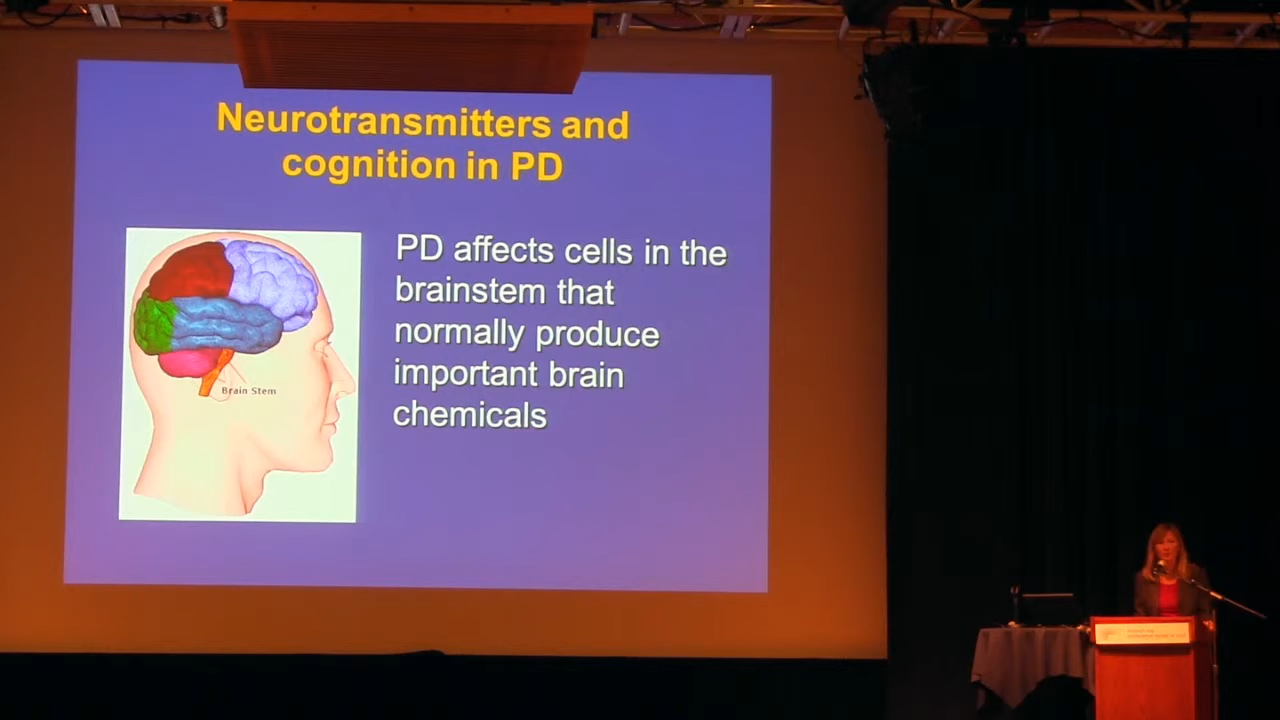 Neurotransmitters and
cognition in PD
PD affects cells in the
brainstem that
normally produce
important brain
chemicals
Brain Stem